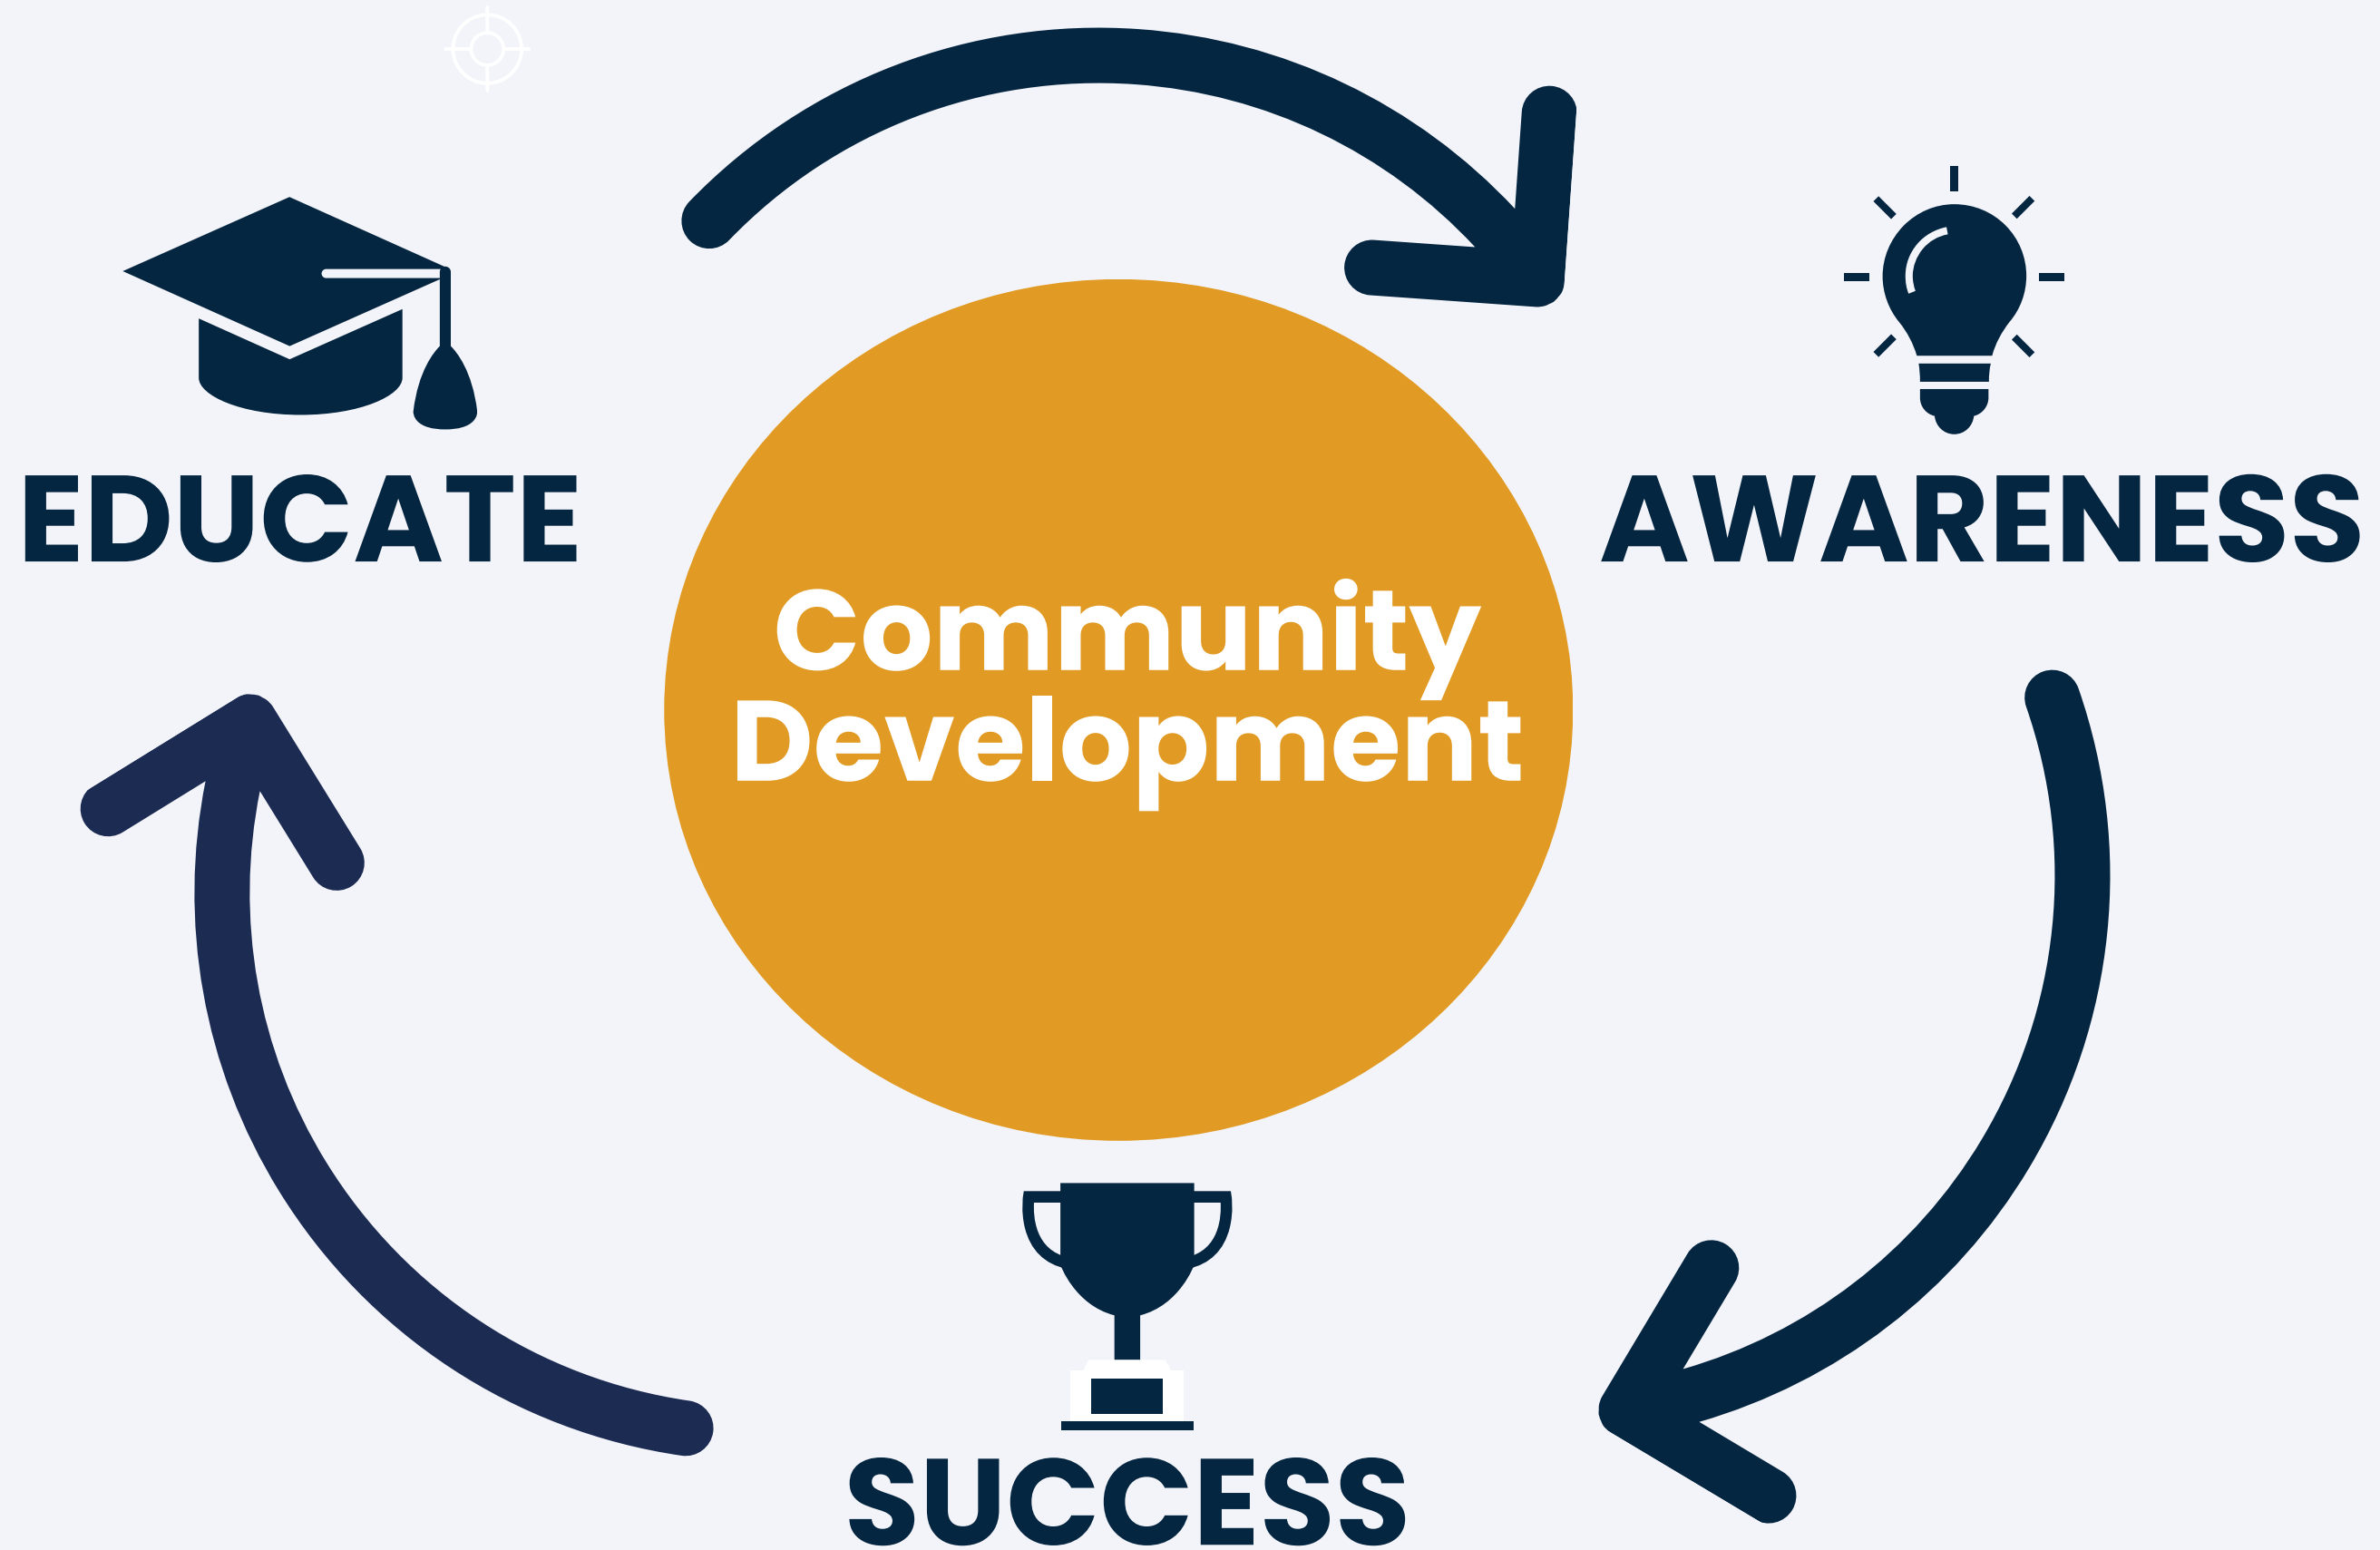 EDUCATE
AWARENESS
Community
Development
SUCCESS